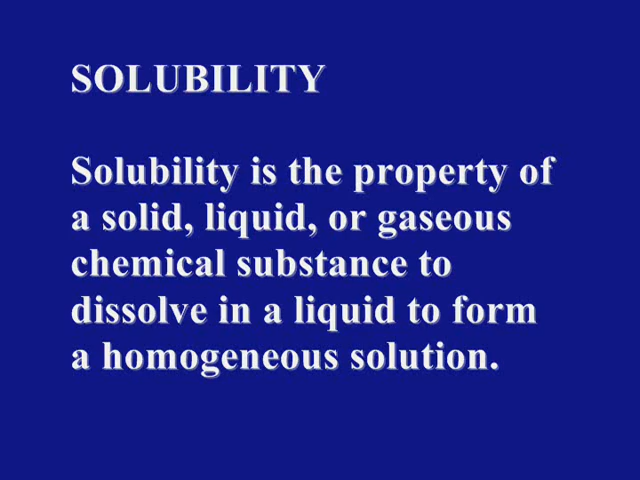 SOLUBILITY
Solubility is the property of
a solid, liquid, or gaseous
chemical substance to
dissolve in a liquid to form
a homogeneous solution.